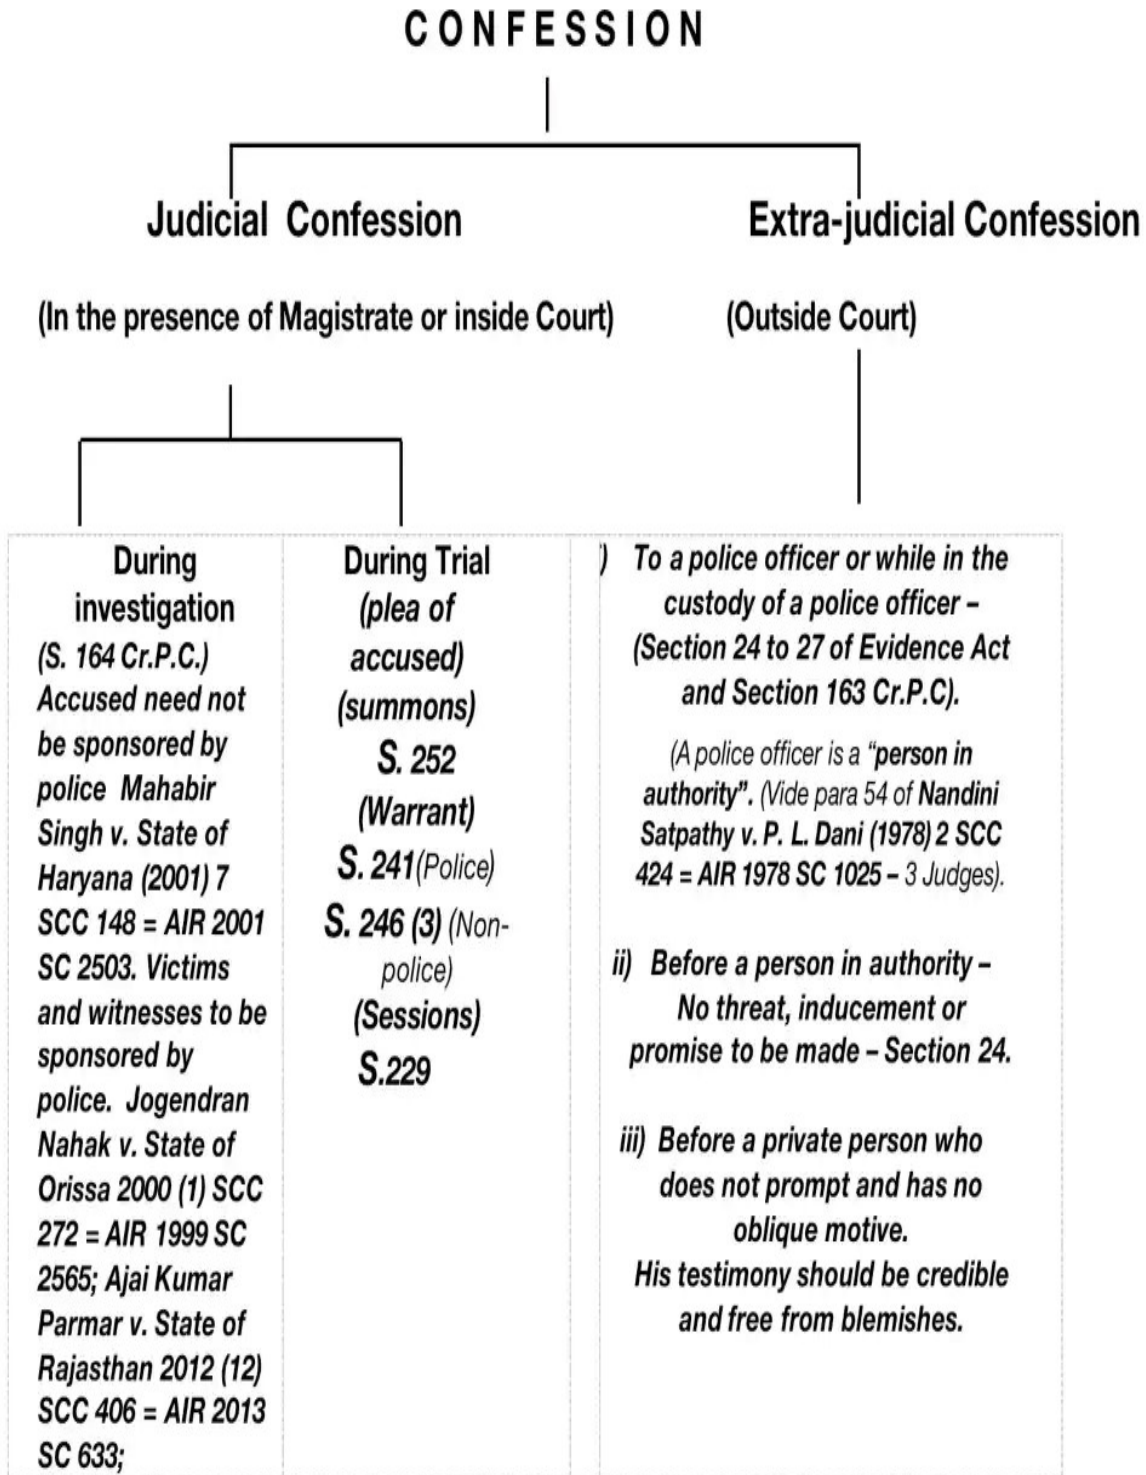 CONFESSION
Judicial Confession
Extra-judicial Confession
(In the presence of Magistrate or inside Court)
(Outside Court)
During
investigation
(S. 164 Cr.P.C.)
Accused need not
be sponsored by
police Mahabir
Singh v. State of
Haryana (2001) 7
SCC 148 = AIR 2001
SC 2503. Victims
and witnesses to be
sponsored by
police. Jogendran
Nahak v. State of
Orissa 2000 (1) SCC
272 = AIR 1999 SC
2565; Ajai Kumar
Parmar v. State of
Rajasthan 2012 (12)
SCC 406 = AIR 2013
SC 633;
During Trial
(plea of
accused)
(summons)
S. 252
(Warrant)
S. 241(Police)
S. 246 (3) (Non-
police)
(Sessions)
S.229
) To a police officer or while in the
custody of a police officer –
(Section 24 to 27 of Evidence Act
and Section 163 Cr.P.C).
(A police officer is a “person in
authority”. (Vide para 54 of Nandini
Satpathy v. P. L. Dani (1978) 2 SCC
424 = AIR 1978 SC 1025 – 3 Judges).
ii) Before a person in authority –
No threat, inducement or
promise to be made – Section 24.
iii) Before a private person who
does not prompt and has no
oblique motive.
His testimony should be credible
and free from blemishes.